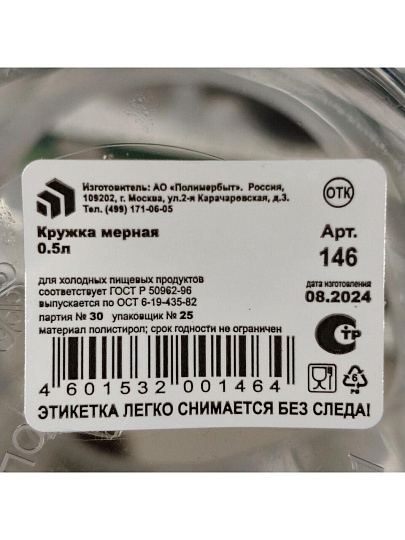 Изготовитель: АО «Полимербыт». Россия,
109202, г. Москва, ул.2-я Карачаровская, д.3.
Тел. (499) 171-06-05
ОТК
Кружка мерная
0.5л
Арт.
146
для холодных пищевых продуктов
соответствует ГОСТ Р 50962-96
выпускается по ОСТ 6-19-435-82
дата изготовления
08.2024
партия № 30 упаковщик № 25
материал полистирол; срок годности не ограничен
СТР
4 601532 001464
6
PS
ЭТИКЕТКА ЛЕГКО СНИМАЕТСЯ БЕЗ СЛЕДА!